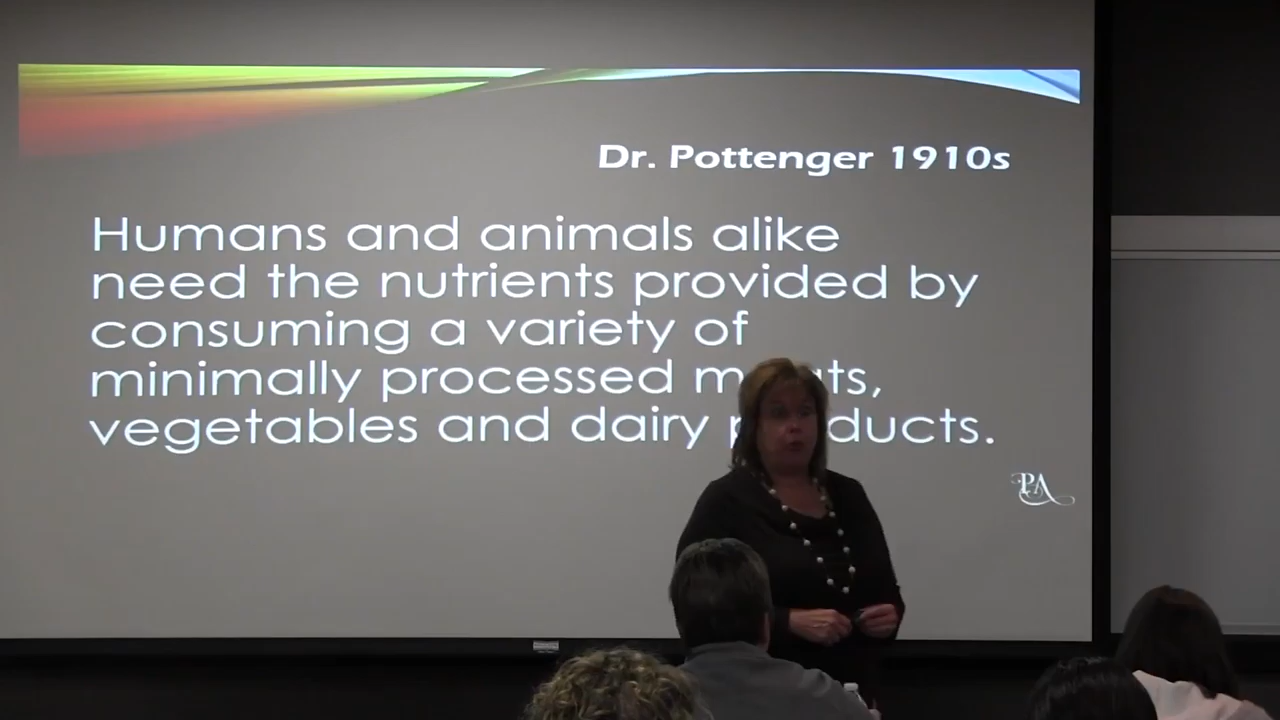 Dr. Pottenger 1910s
Humans and animals alike
need the nutrients provided by
consuming a variety of
minimally processed
vegetables and dairy
PA